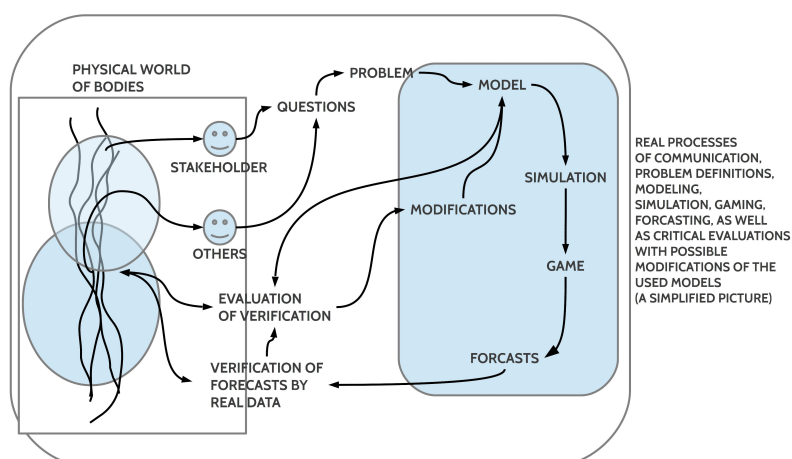 PHYSICAL WORLD
OF BODIES
PROBLEM
MODEL
QUESTIONS
STAKEHOLDER
SIMULATION
MODIFICATIONS
OTHERS
GAME
EVALUATION
OF VERIFICATION
FORCASTS
VERIFICATION OF
FORECASTS BY
REAL DATA
REAL PROCESSES
OF COMMUNICATION,
PROBLEM DEFINITIONS,
MODELING,
SIMULATION, GAMING,
FORCASTING, AS WELL
AS CRITICAL EVALUATIONS
WITH POSSIBLE
MODIFICATIONS OF THE
USED MODELS
(A SIMPLIFIED PICTURE)